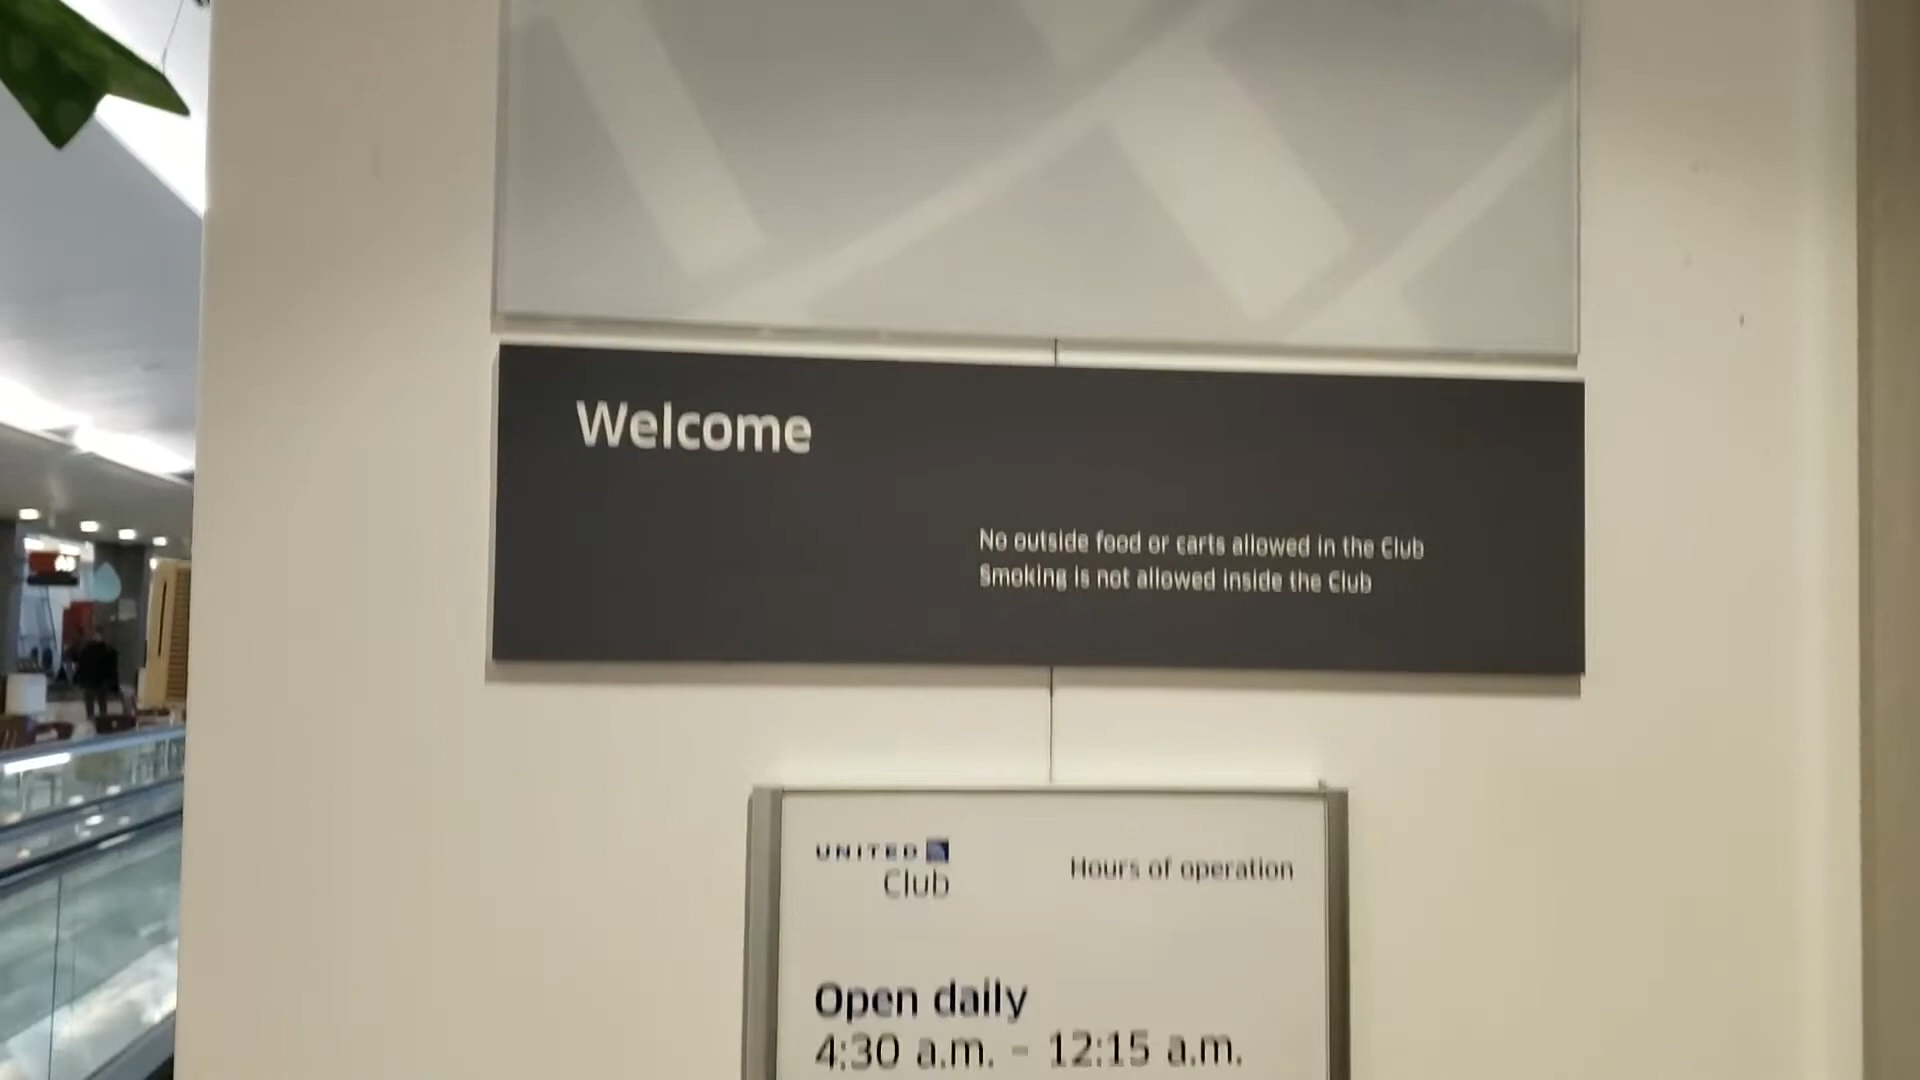 Welcome
No outside food or carts allowed in the Club
Smoking is not allowed inside the Club
UNITED
Club
Hours of operation
Open daily
4:30 a.m. - 12:15 a.m.